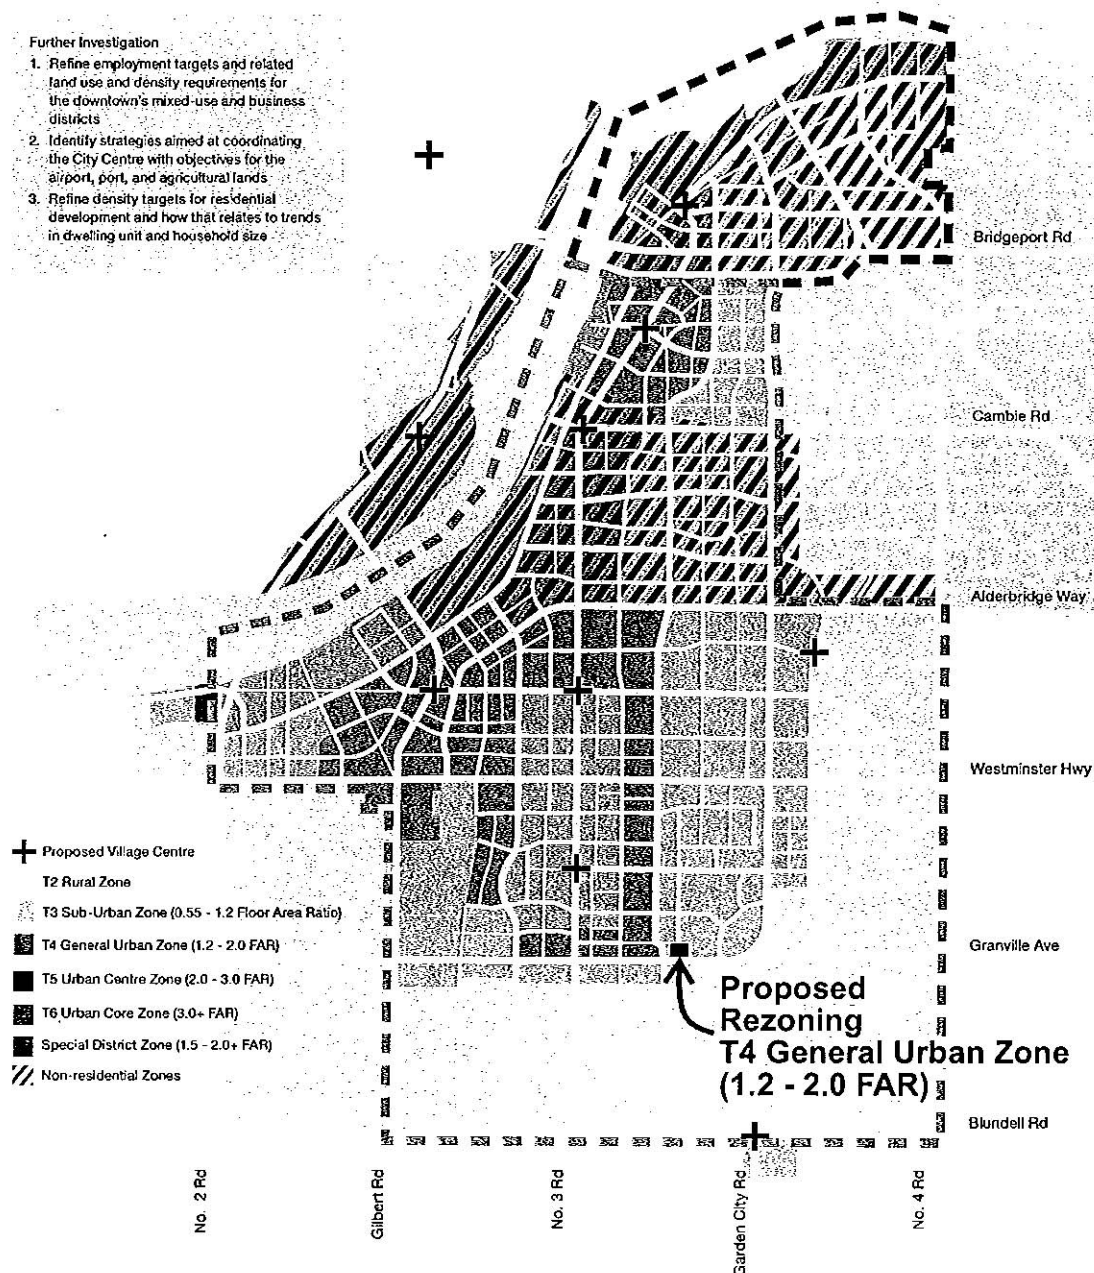 Further Investigation
1. Refine employment targets and related
land use and density requirements for
the downtown's mixed-use and business
districts
2. Identify strategies aimed at coordinating
the City Centre with objectives for the
airport, port, and agricultural lands
3. Refine density targets for residential
development and how that relates to trends
in dwelling unit and household size
Bridgeport Rd
Cambie Rd
Alderbridge Way
Westminster Hwy
Proposed Village Centre
T2 Rural Zone
T3 Sub-Urban Zone (0.55 - 1.2 Floor Area Ratio)
T4 General Urban Zone (1.2 - 2.0 FAR)
T5 Urban Centre Zone (2.0 - 3.0 FAR)
T6 Urban Core Zone (3.0+ FAR)
Special District Zone (1.5 - 2.0+ FAR)
Non-residential Zones
Granville Ave
Proposed
Rezoning
T4 General Urban Zone
(1.2 - 2.0 FAR)
Blundell Rd
No. 2 Rd
Gilbert Rd
No. 3 Rd
Garden City Rd
No. 4 Rd